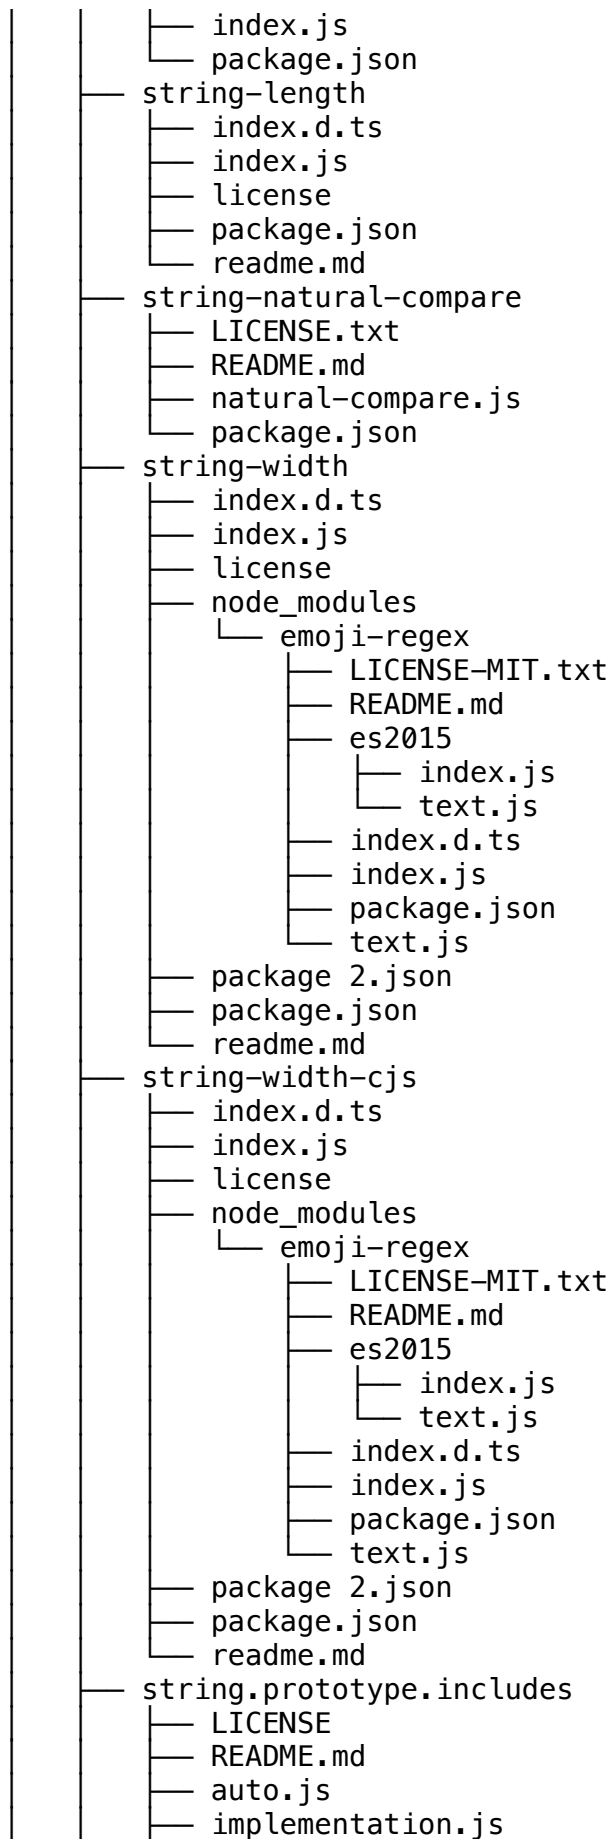 │   │   ├── index.js
│   │   └── package.json
│   ├── string-length
│   │   ├── index.d.ts
│   │   ├── index.js
│   │   ├── license
│   │   ├── package.json
│   │   └── readme.md
│   ├── string-natural-compare
│   │   ├── LICENSE.txt
│   │   ├── README.md
│   │   ├── natural-compare.js
│   │   └── package.json
│   ├── string-width
│   │   ├── index.d.ts
│   │   ├── index.js
│   │   ├── license
│   │   ├── node_modules
│   │   │   └── emoji-regex
│   │   │       ├── LICENSE-MIT.txt
│   │   │       ├── README.md
│   │   │       ├── es2015
│   │   │       │   ├── index.js
│   │   │       │   └── text.js
│   │   │       ├── index.d.ts
│   │   │       ├── index.js
│   │   │       ├── package.json
│   │   │       └── text.js
│   │   ├── package 2.json
│   │   ├── package.json
│   │   └── readme.md
│   ├── string-width-cjs
│   │   ├── index.d.ts
│   │   ├── index.js
│   │   ├── license
│   │   ├── node_modules
│   │   │   └── emoji-regex
│   │   │       ├── LICENSE-MIT.txt
│   │   │       ├── README.md
│   │   │       ├── es2015
│   │   │       │   ├── index.js
│   │   │       │   └── text.js
│   │   │       ├── index.d.ts
│   │   │       ├── index.js
│   │   │       ├── package.json
│   │   │       └── text.js
│   │   ├── package 2.json
│   │   ├── package.json
│   │   └── readme.md
│   ├── string.prototype.includes
│   │   ├── LICENSE
│   │   ├── README.md
│   │   ├── auto.js
│   │   ├── implementation.js